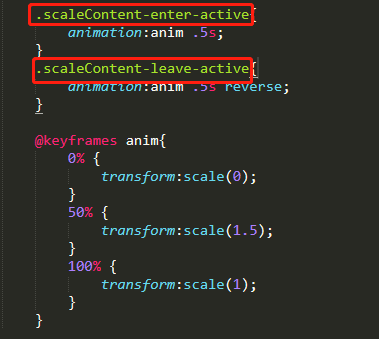 .scaleContent-enter-active{
animation:anim .5s;
}
.scaleContent-leave-active{
animation:anim .5s reverse;
}
@keyframes anim{
0% {
transform:scale(0);
}
50% {
transform:scale(1.5);
}
100% {
transform:scale(1);
}
}